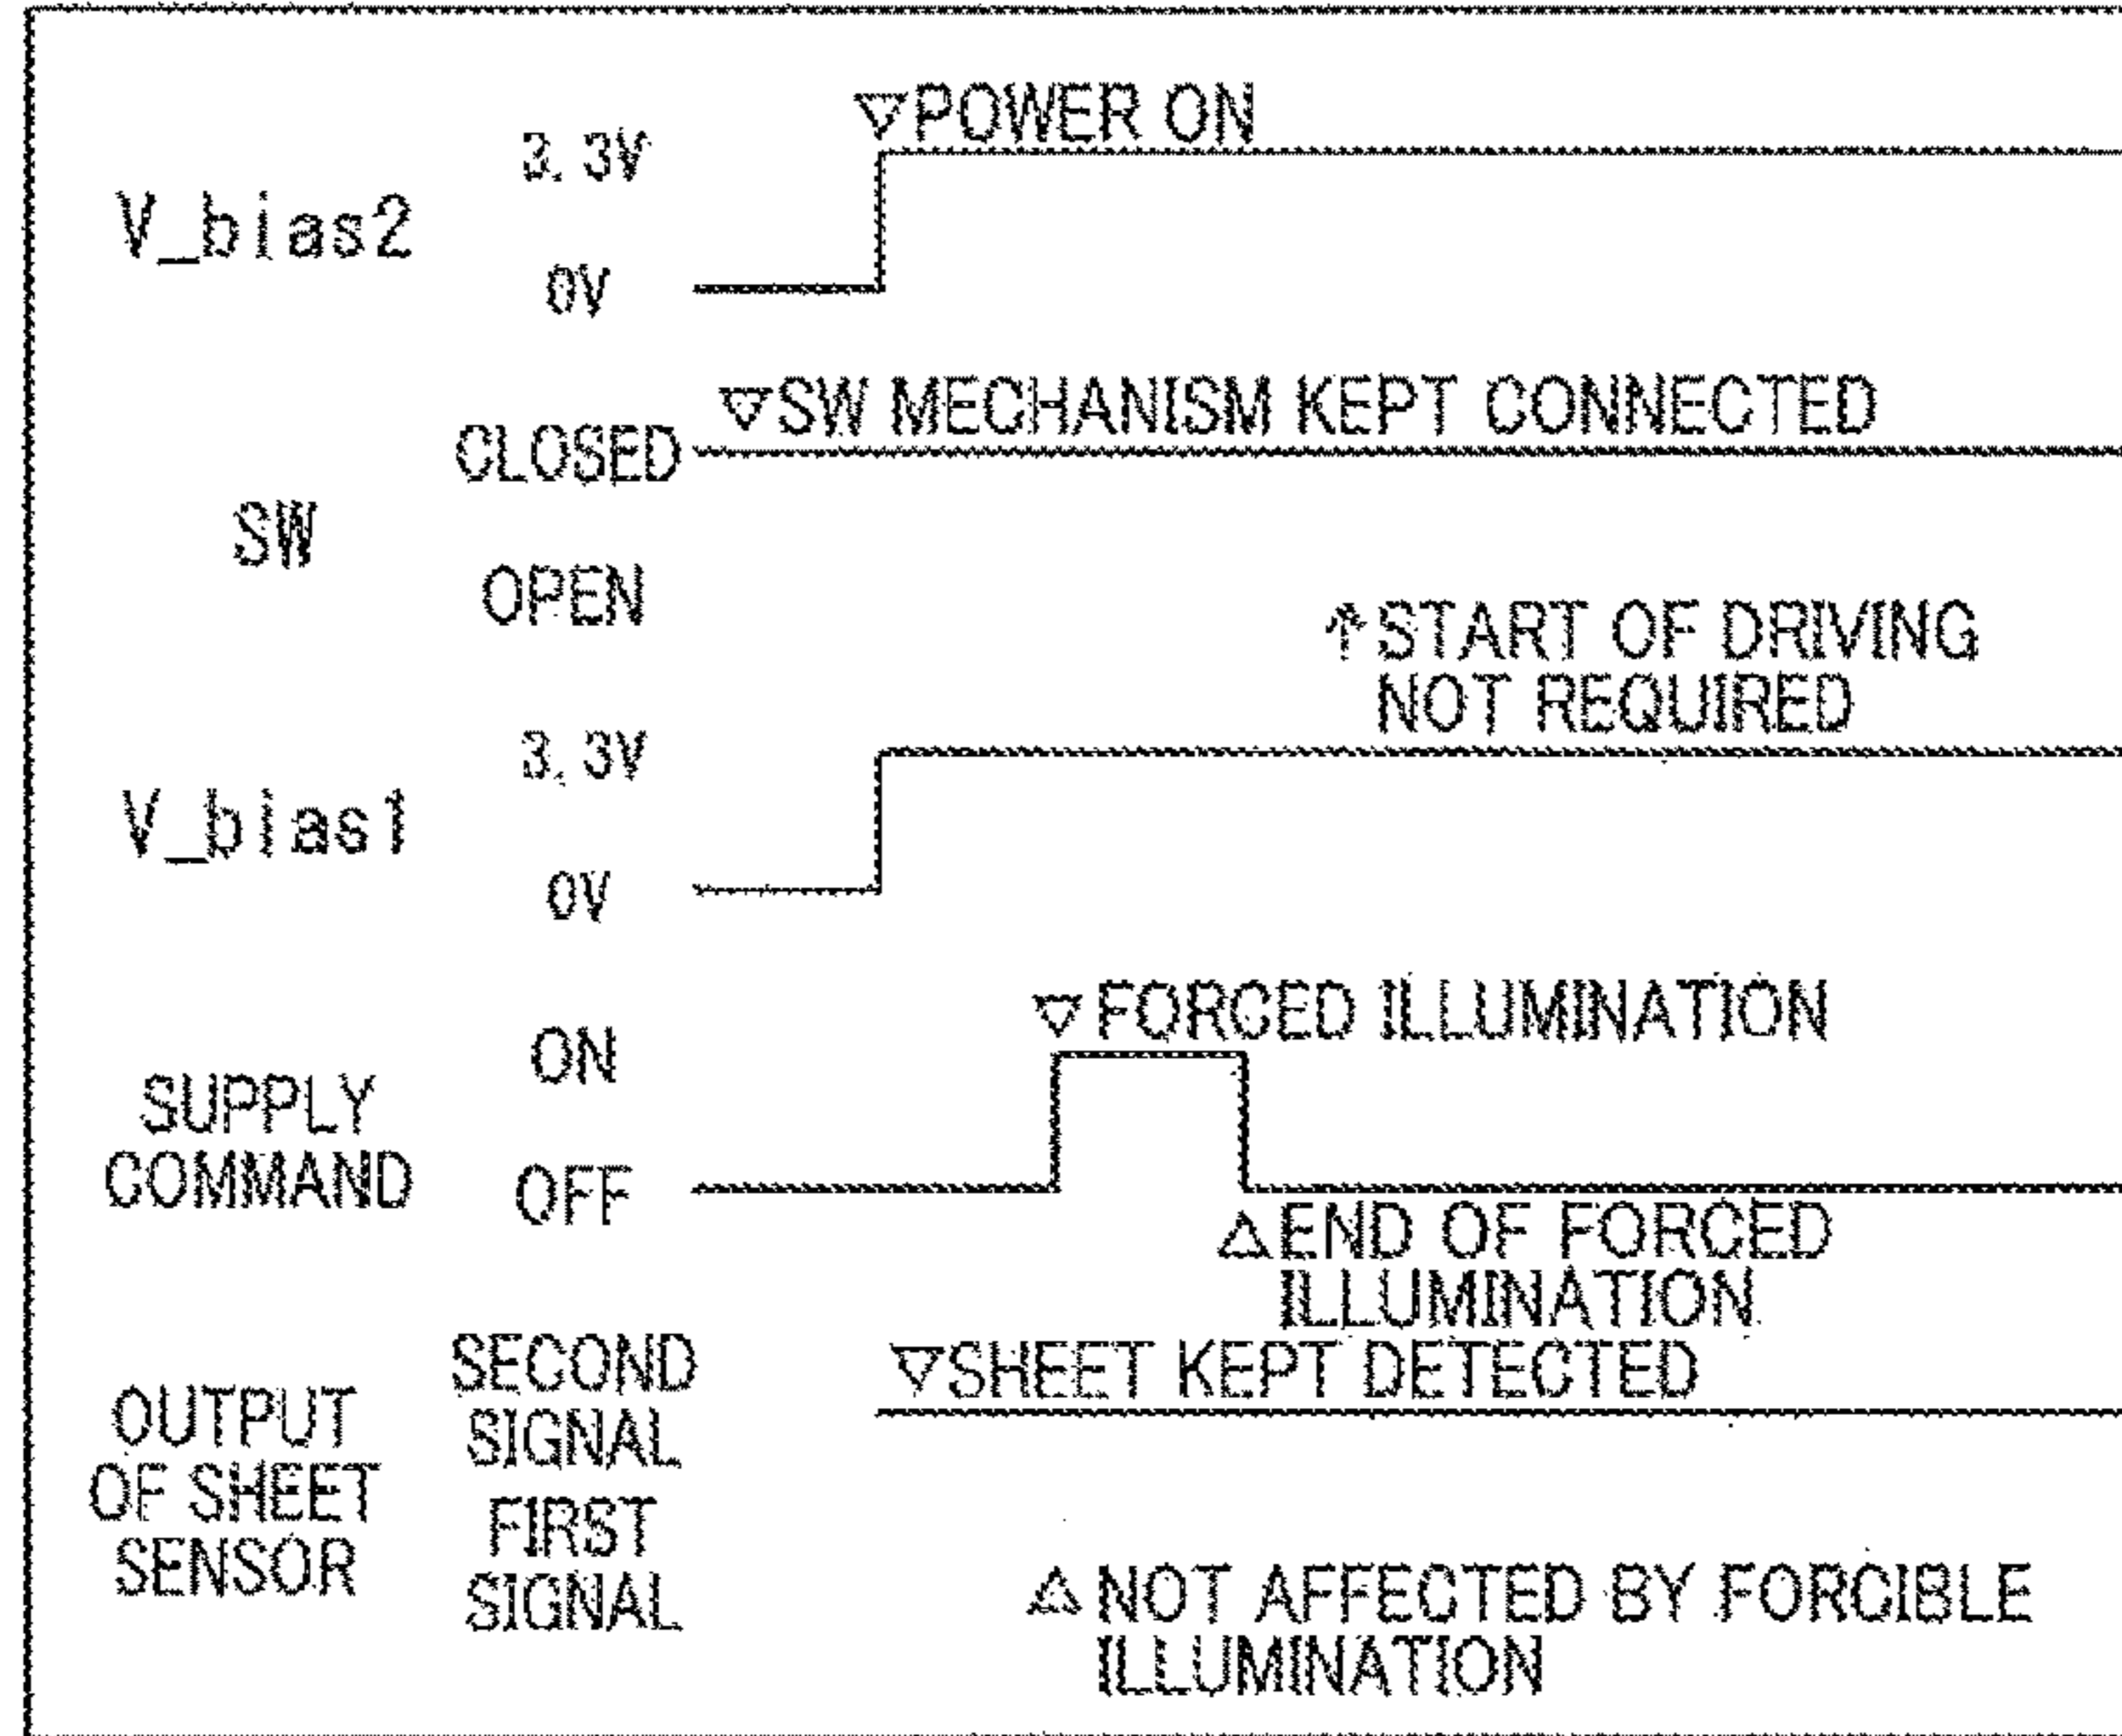 ▽POWER ON
3.3V
V_bias2
0V
▽SW MECHANISM KEPT CONNECTED
CLOSED
SW
OPEN
↑START OF DRIVING
NOT REQUIRED
3.3V
V_bias1
0V
▽FORCED ILLUMINATION
ON
SUPPLY
COMMAND
OFF
△END OF FORCED
ILLUMINATION
▽SHEET KEPT DETECTED
OUTPUT
OF SHEET
SENSOR
SECOND
SIGNAL
FIRST
SIGNAL
△NOT AFFECTED BY FORCIBLE
ILLUMINATION